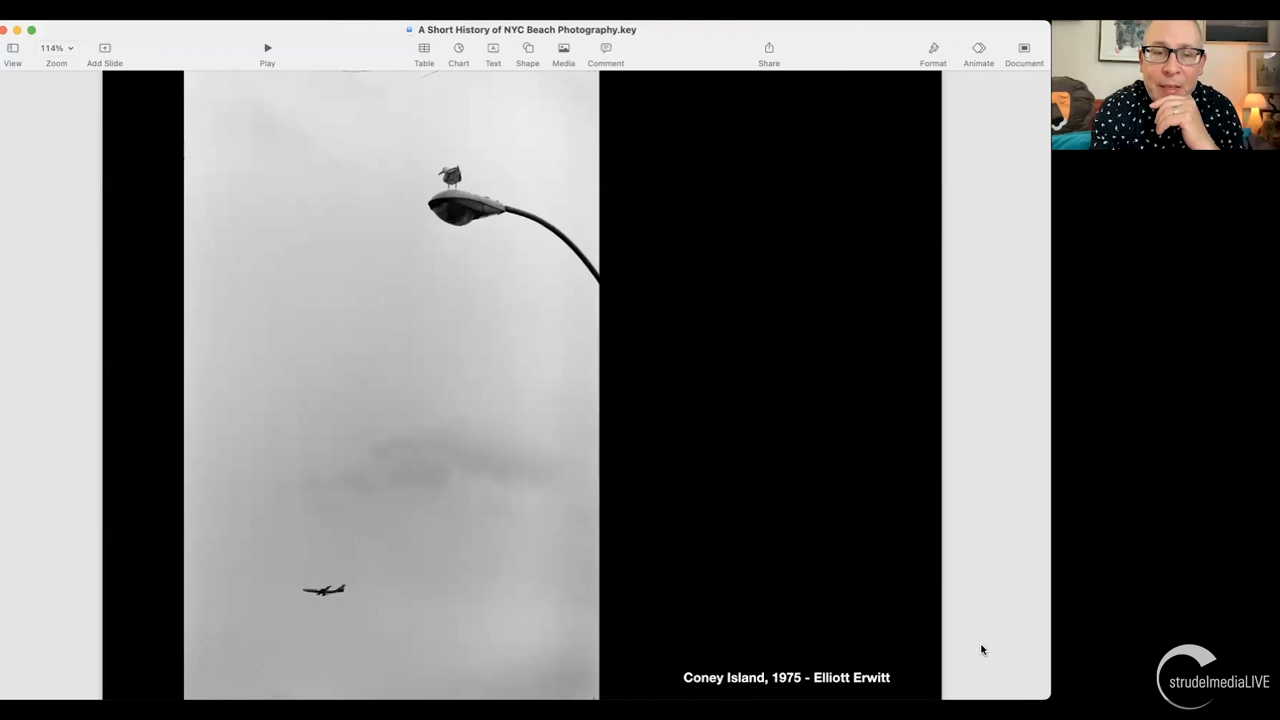 A Short History of NYC Beach Photography.key
114%
View
Zoom
Add Slide
Play
Table
Chart
Text
Shape
Media
Comment
Share
Format
Animate
Document
Coney Island, 1975 - Elliott Erwitt
strudelmediaLIVE